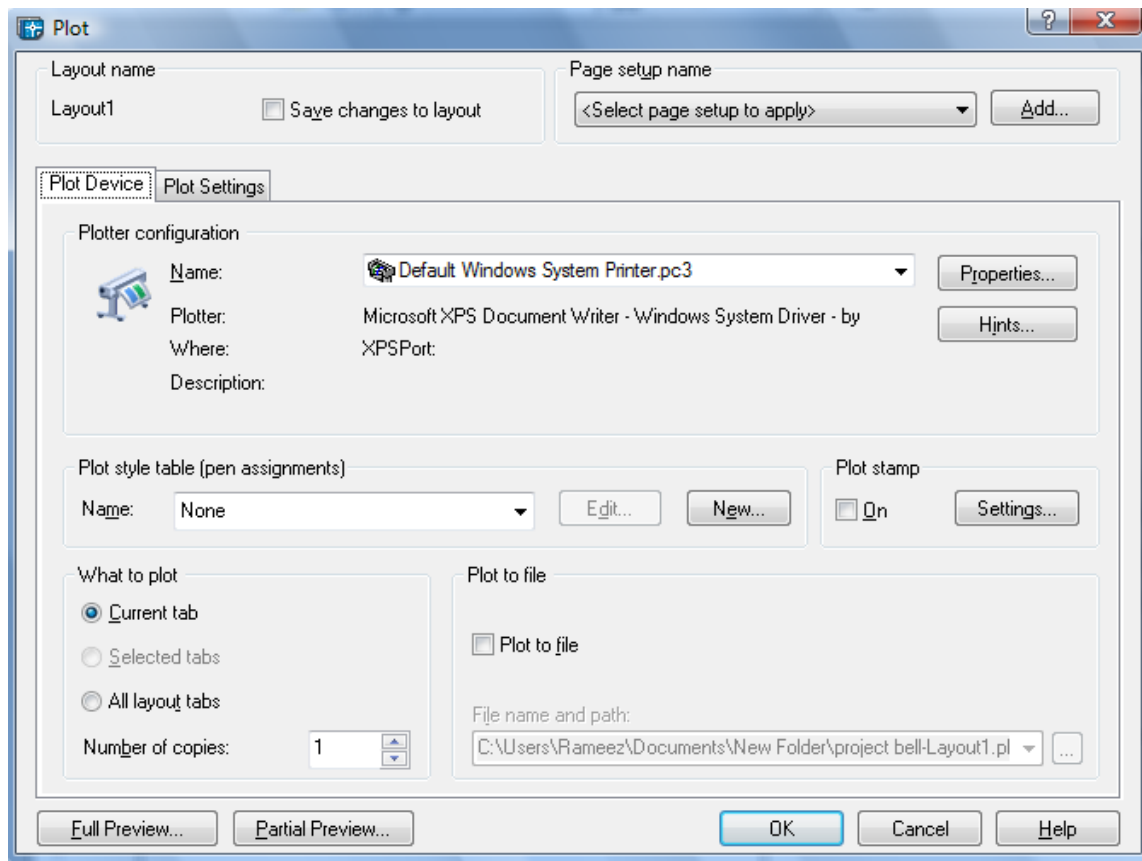 Plot
Layout name
Layout1
Save changes to layout
Page setup name
<Select page setup to apply>
Add...
Plot Device
Plot Settings
Plotter configuration
Name:
Default Windows System Printer.pc3
Properties...
Plotter:
Microsoft XPS Document Writer - Windows System Driver - by
Hints...
Where:
XPSPort:
Description:
Plot style table (pen assignments)
Name:
None
Edit...
New...
Plot stamp
On
Settings...
What to plot
Current tab
Selected tabs
All layout tabs
Number of copies:
1
Plot to file
Plot to file
File name and path:
C:\Users\Rameez\Documents\New Folder\project bell-Layout1.pl
...
Full Preview...
Partial Preview...
OK
Cancel
Help